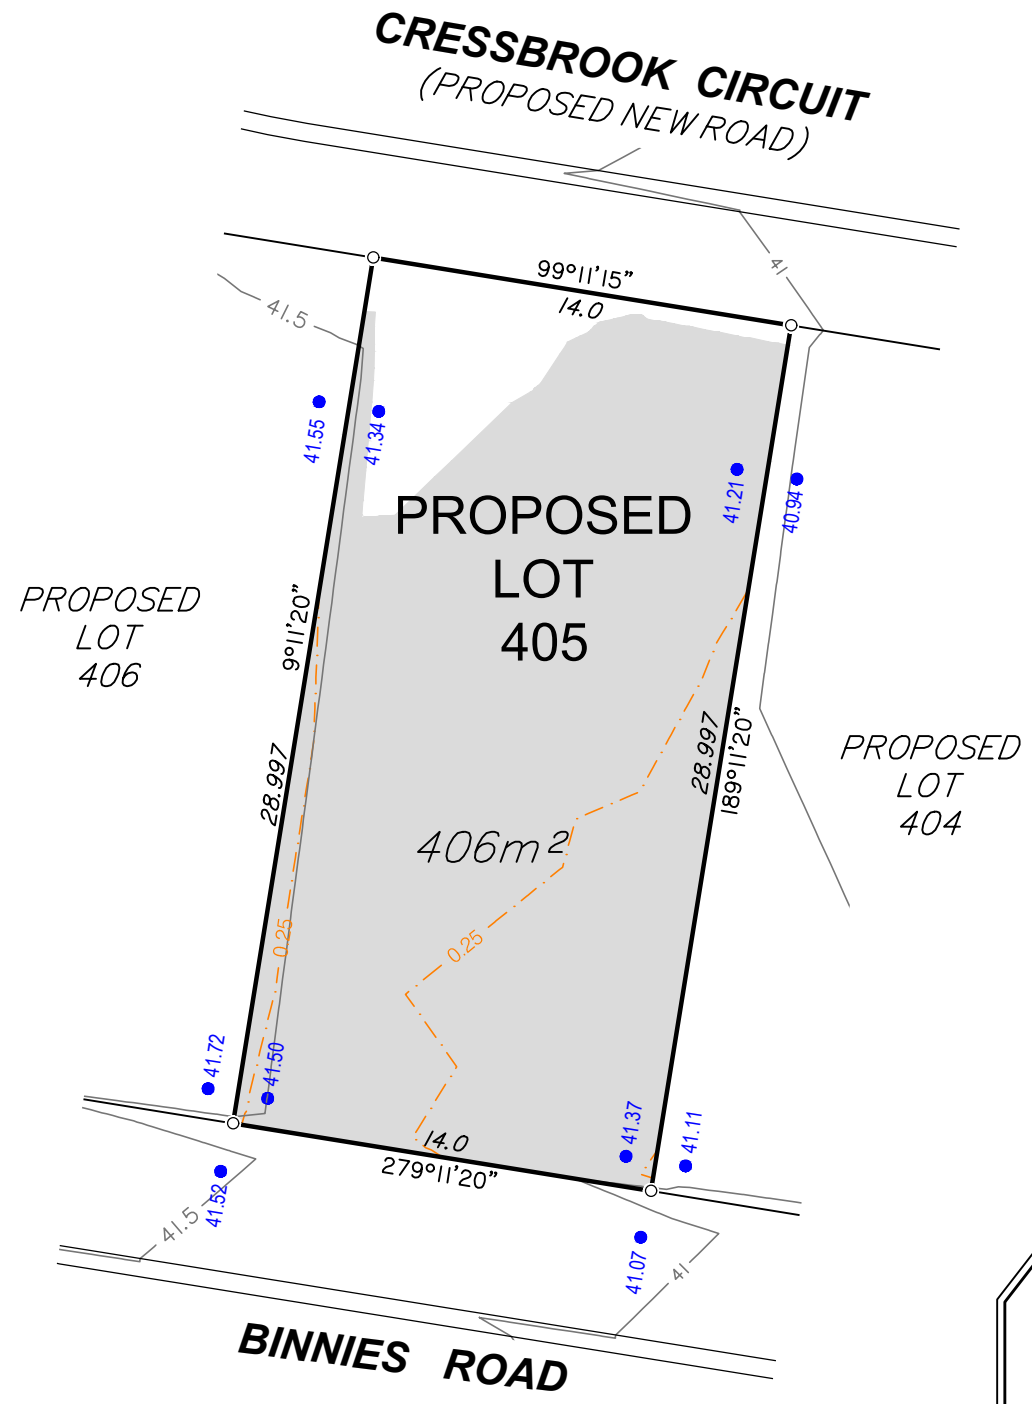 CRESSBROOK CIRCUIT
(PROPOSED NEW ROAD)
99°11'15"
14.0
41
41.5
41.55
41.34
41.21
40.94
PROPOSED
LOT
405
PROPOSED
LOT
406
9°11'20"
28.997
28.997
189°11'20"
PROPOSED
LOT
404
406m²
0.25
0.25
41.72
41.50
41.37
41.11
14.0
279°11'20"
41.52
41.5
41.07
41
BINNIES ROAD